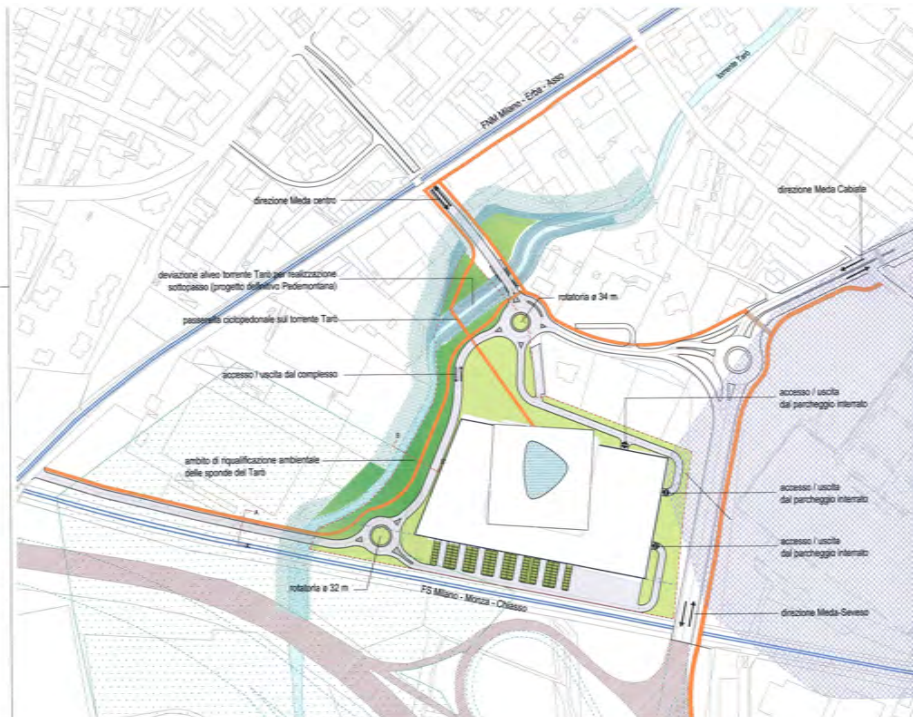 FNM Milano - Erba - Asso
torrente Tarò
direzione Meda Cabiate
direzione Meda centro
deviazione alveo torrente Tarò per realizzazione
sottopasso (progetto definitivo Pedemontana)
rotatoria ø 34 m.
passerella ciclopedonale sul torrente Tarò
accesso / uscita dal complesso
accesso / uscita
dal parcheggio interrato
ambito di riqualificazione ambientale
delle sponde del Tarò
B
A
accesso / uscita
dal parcheggio interrato
accesso / uscita
dal parcheggio interrato
rotatoria ø 32 m
FS Milano - Monza - Chiasso
direzione Meda-Seveso